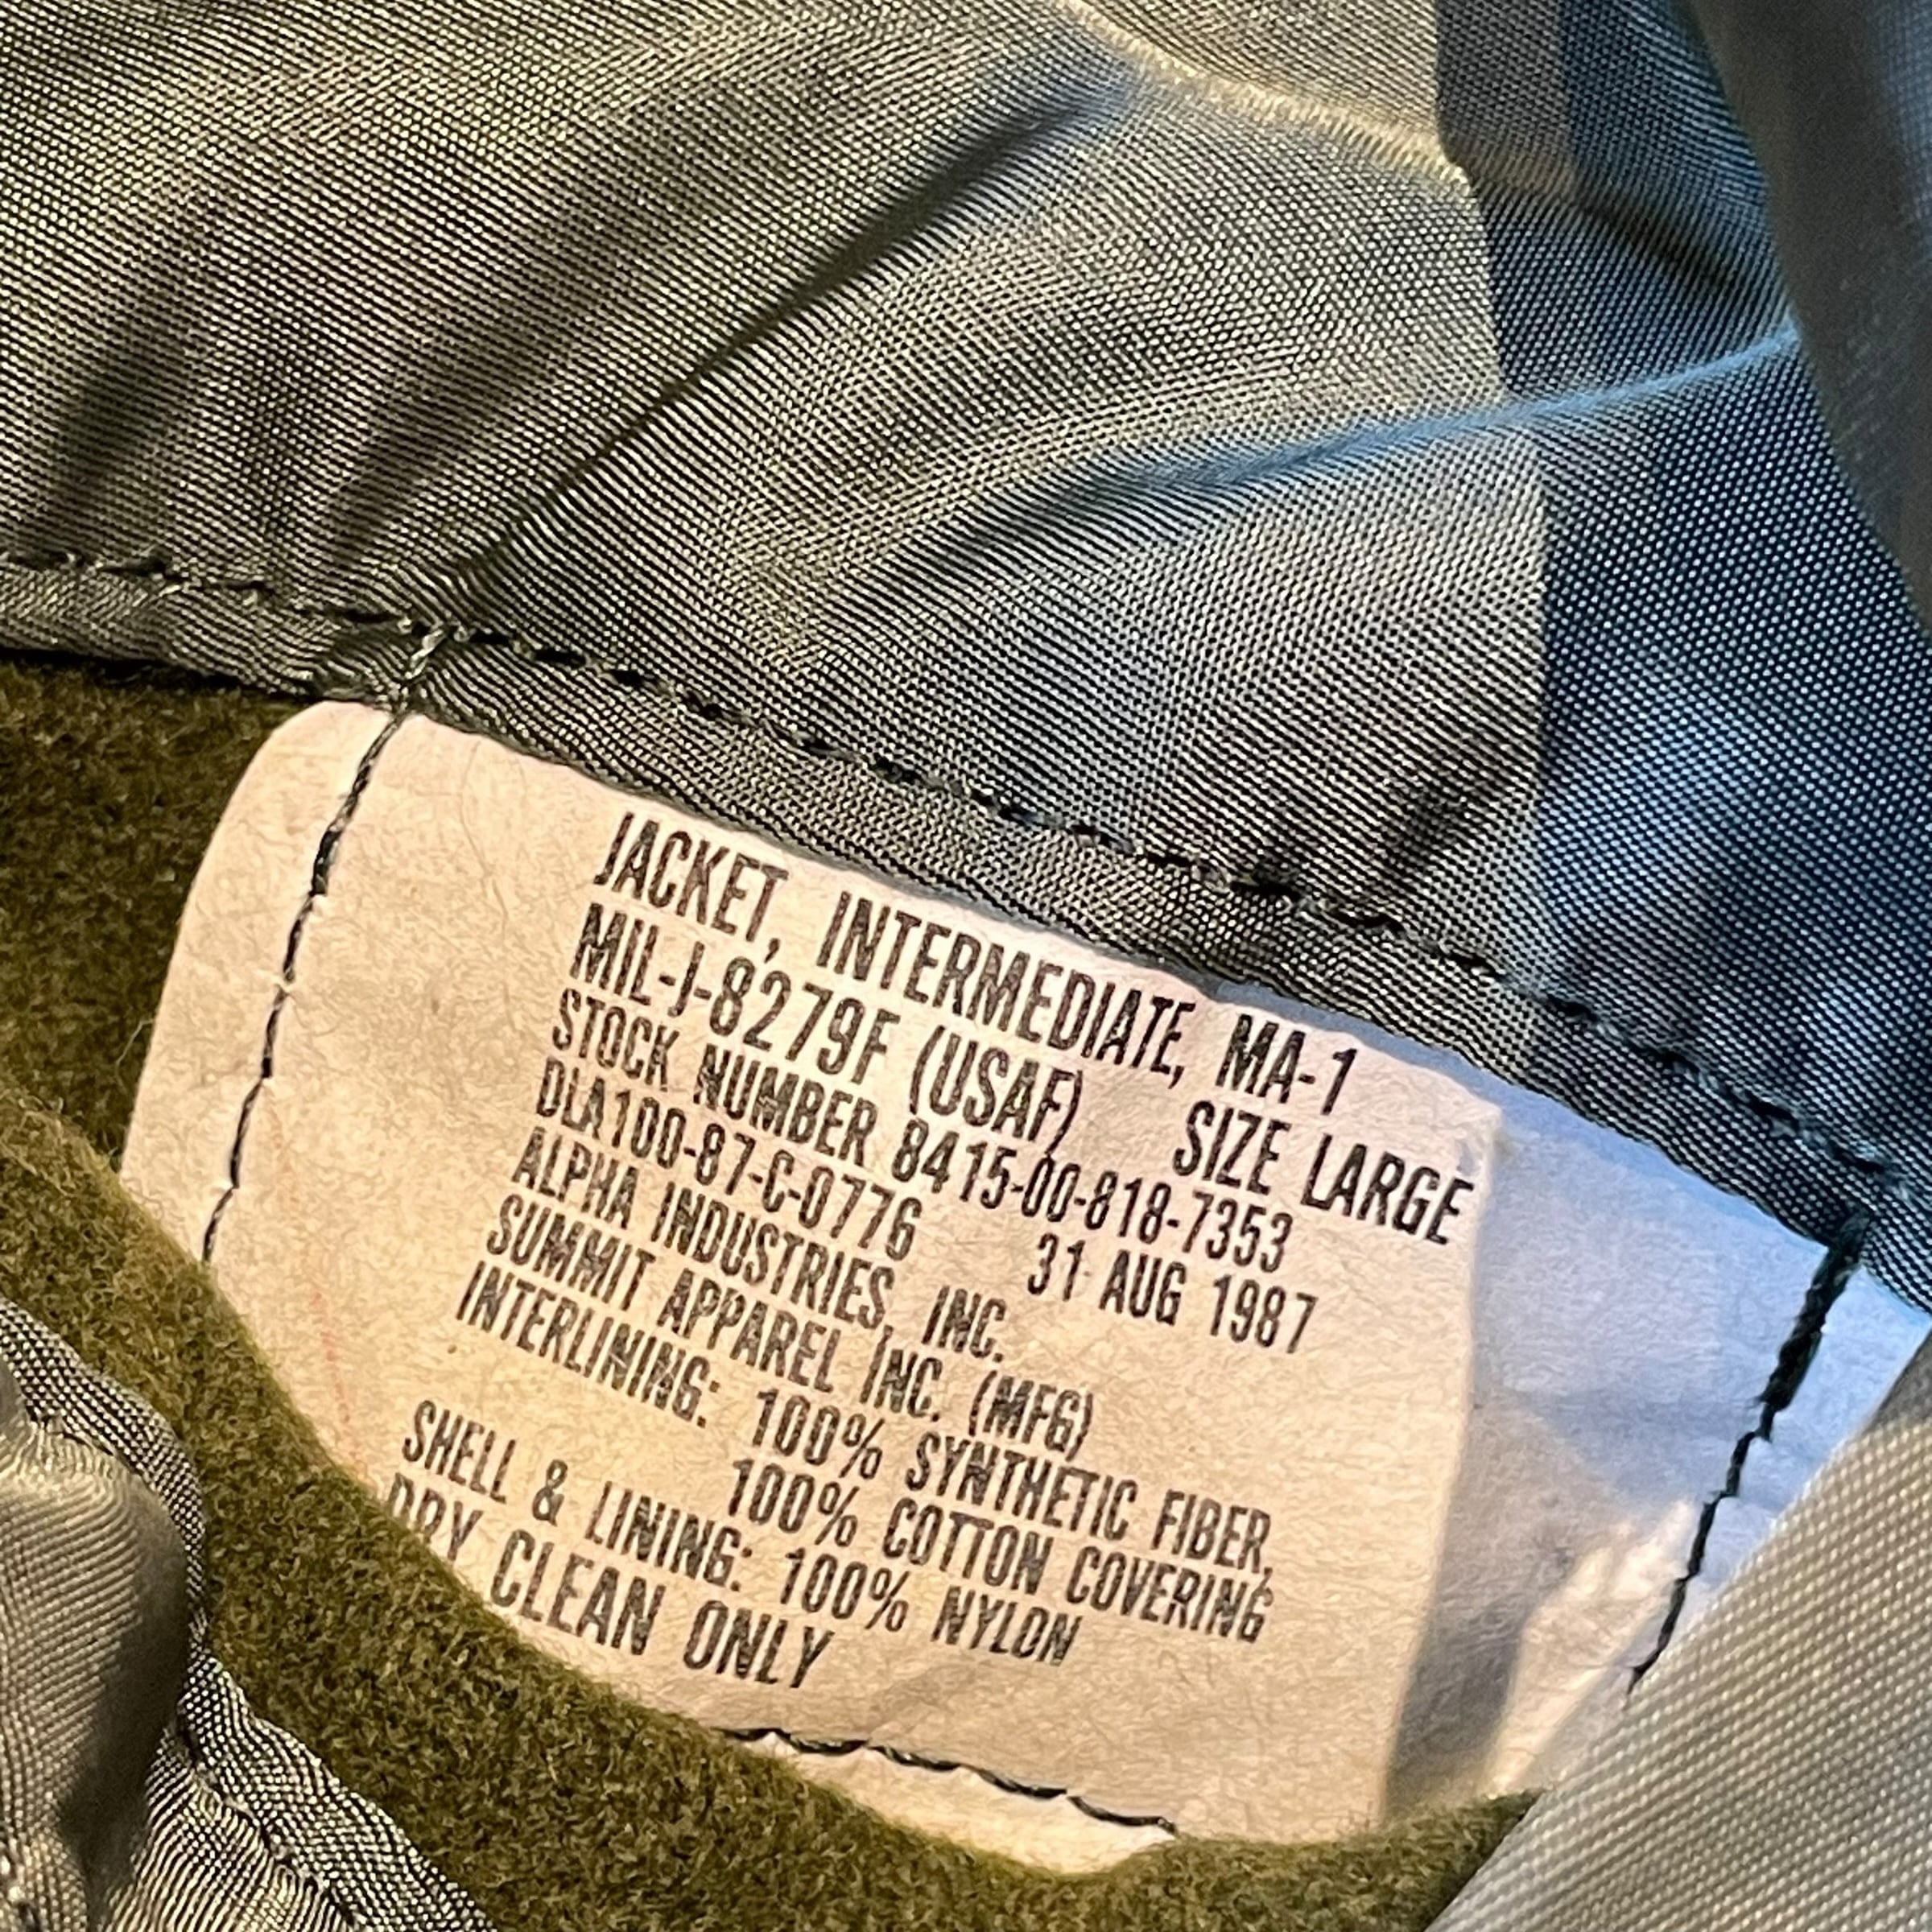 JACKET, INTERMEDIATE, MA-1
MIL-J-8279F (USAF) SIZE LARGE
STOCK NUMBER 8415-00-818-7353
DLA100-87-C-0776 31 AUG 1987
ALPHA INDUSTRIES, INC.
SUMMIT APPAREL INC. (MFG)
INTERLINING: 100% SYNTHETIC FIBER,
100% COTTON COVERING
SHELL & LINING: 100% NYLON
DRY CLEAN ONLY